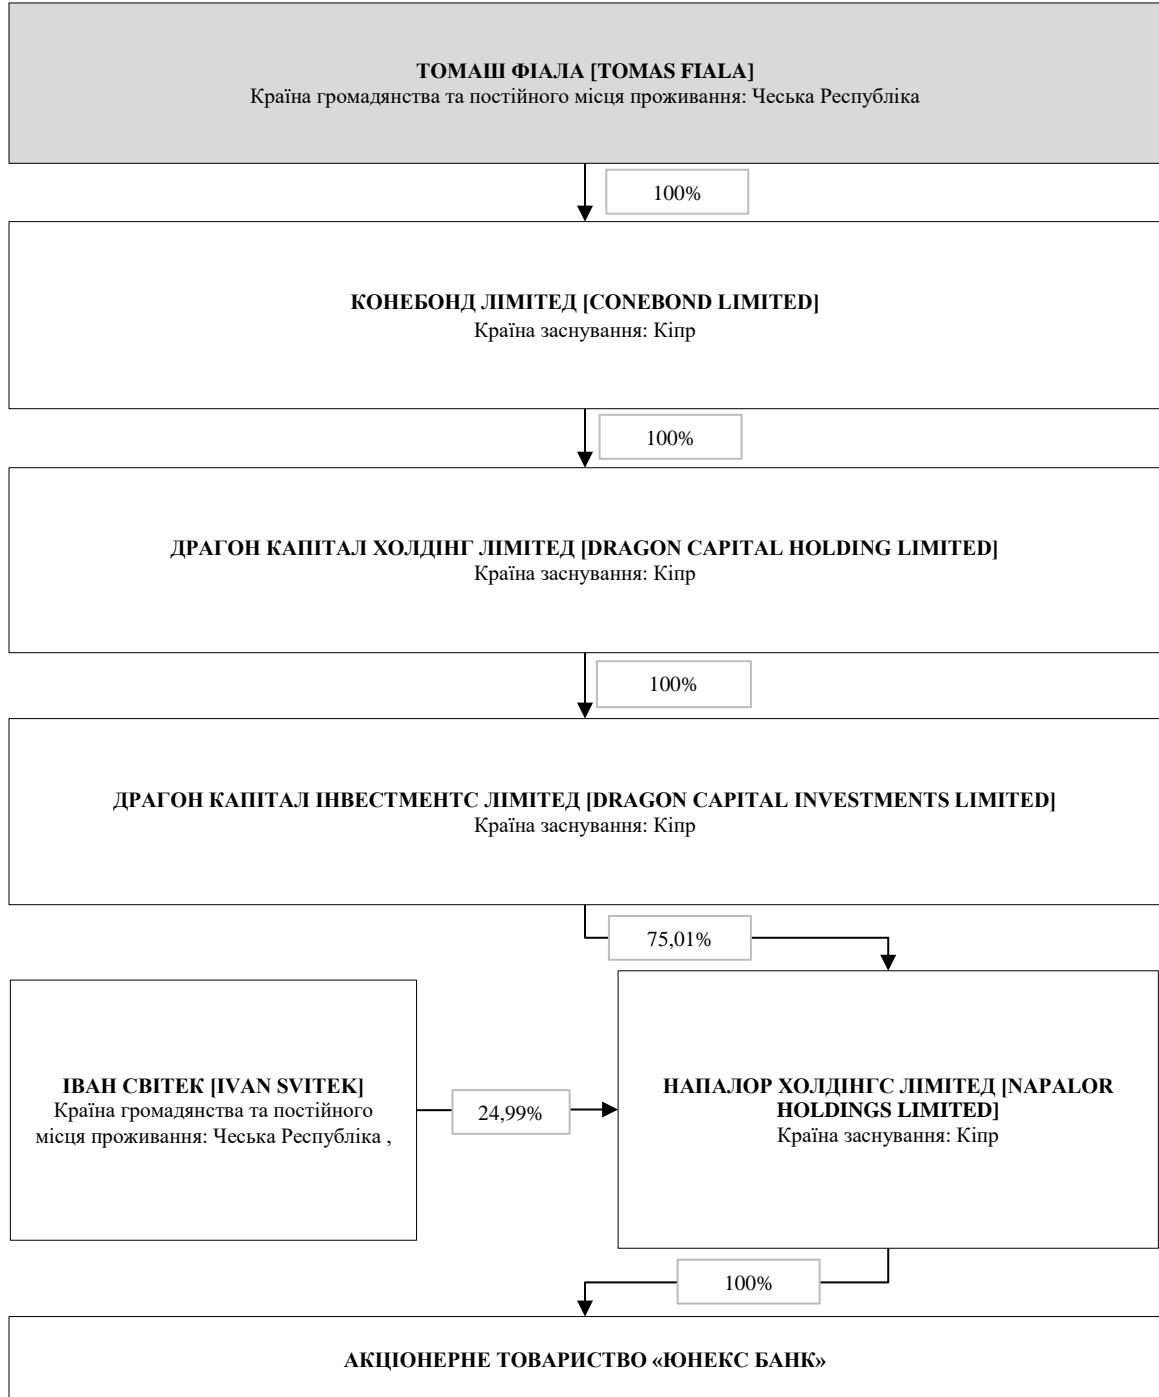 ТОМАШ ФІАЛА [TOMAS FIALA]
Країна громадянства та постійного місця проживання: Чеська Республіка
100%
КОНЕБОНД ЛІМІТЕД [CONEBOND LIMITED]
Країна заснування: Кіпр
100%
ДРАГОН КАПІТАЛ ХОЛДІНГ ЛІМІТЕД [DRAGON CAPITAL HOLDING LIMITED]
Країна заснування: Кіпр
100%
ДРАГОН КАПІТАЛ ІНВЕСТМЕНТС ЛІМІТЕД [DRAGON CAPITAL INVESTMENTS LIMITED]
Країна заснування: Кіпр
75,01%
ІВАН СВІТЕК [IVAN SVITEK]
Країна громадянства та постійного
місця проживання: Чеська Республіка ,
24,99%
НАПАЛОР ХОЛДІНГС ЛІМІТЕД [NAPALOR
HOLDINGS LIMITED]
Країна заснування: Кіпр
100%
АКЦІОНЕРНЕ ТОВАРИСТВО «ЮНЕКС БАНК»